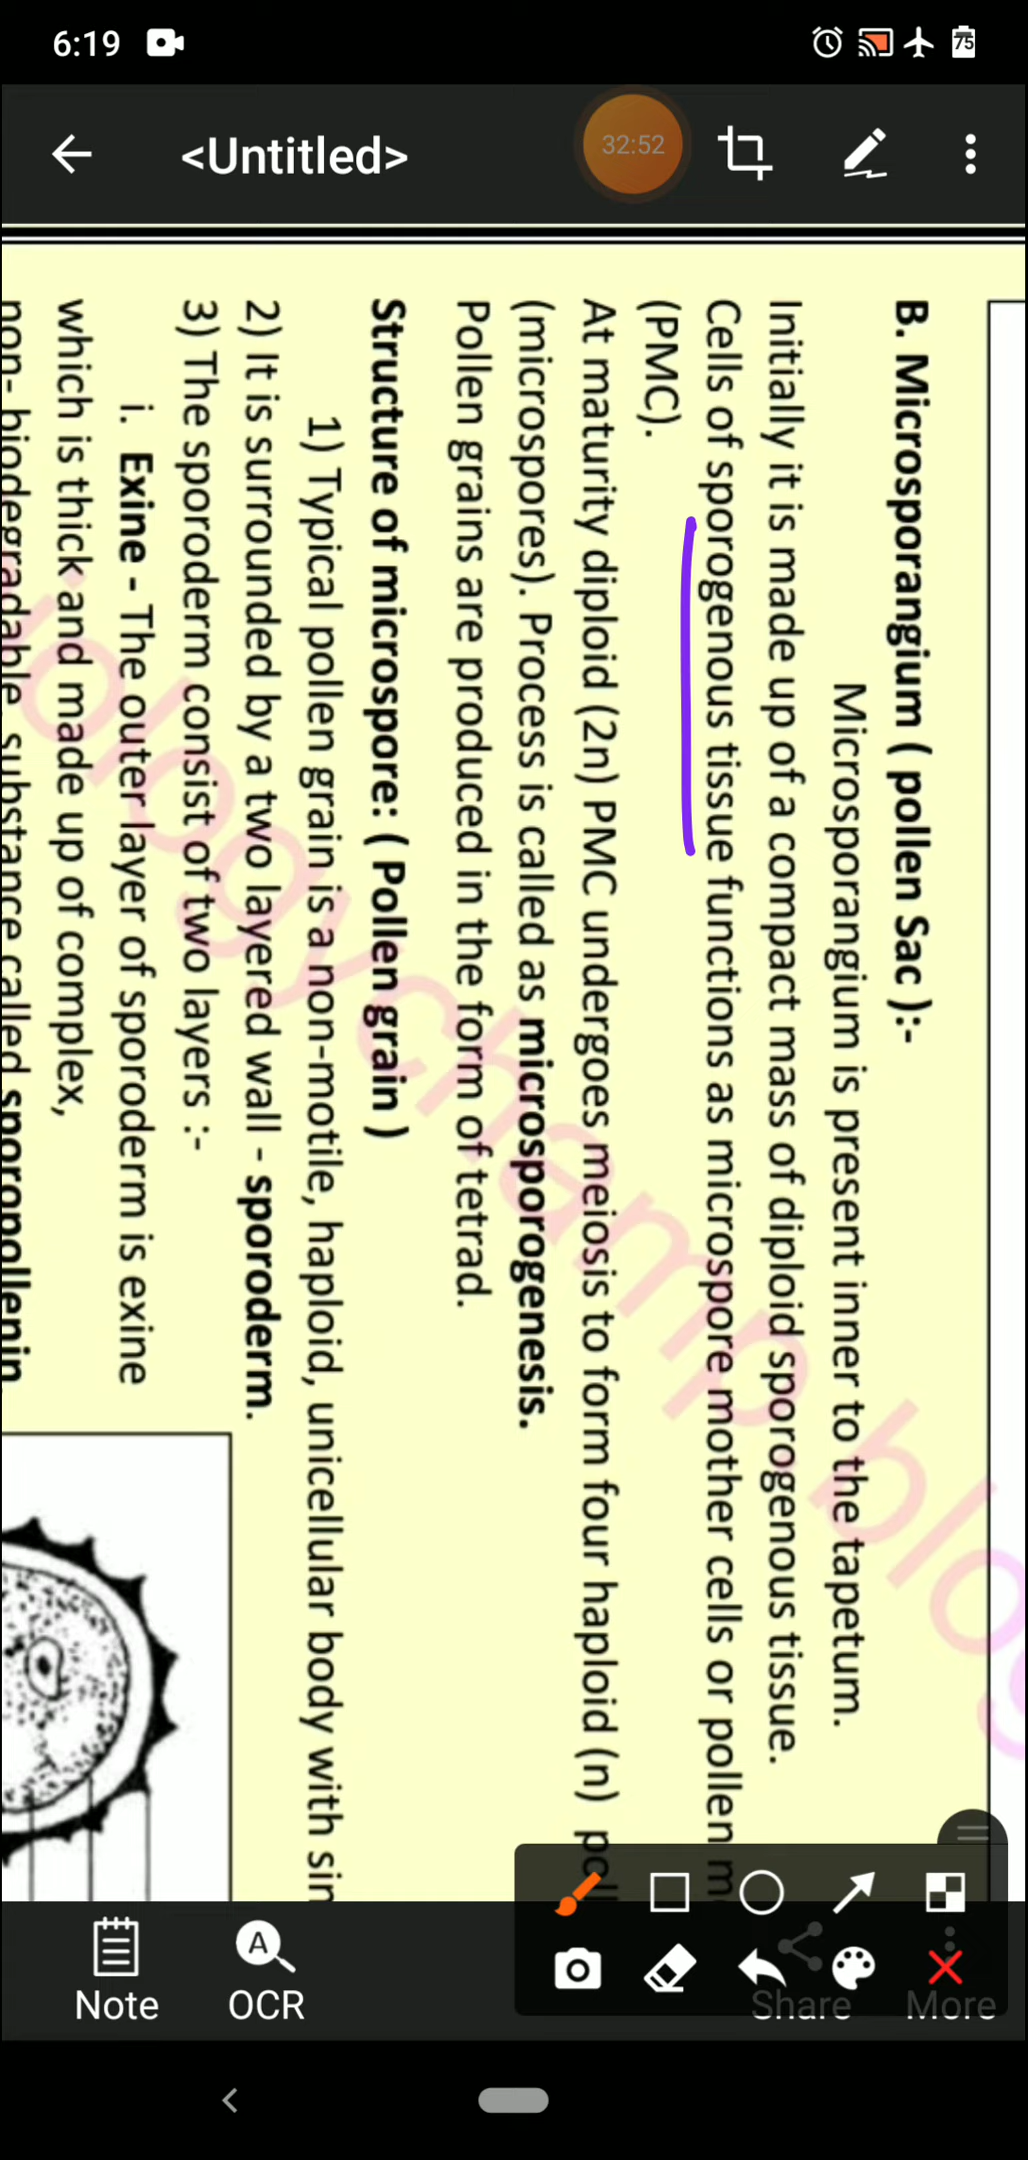 6:19
75
<Untitled>
32:52
B. Microsporangium ( pollen Sac ):-
Microsporangium is present inner to the tapetum.
Initially it is made up of a compact mass of diploid sporogenous tissue.
Cells of sporogenous tissue functions as microspore mother cells or pollen
(PMC).
At maturity diploid (2n) PMC undergoes meiosis to form four haploid (n)
(microspores). Process is called as microsporogenesis.
Pollen grains are produced in the form of tetrad.
Structure of microspore: ( Pollen grain )
1) Typical pollen grain is a non-motile, haploid, unicellular body with
2) It is surrounded by a two layered wall - sporoderm.
3) The sporoderm consist of two layers :-
i. Exine - The outer layer of sporoderm is exine
which is thick and made up of complex,
non- biodegradable, substance called sporopollenin
Note
A
OCR
Share
More